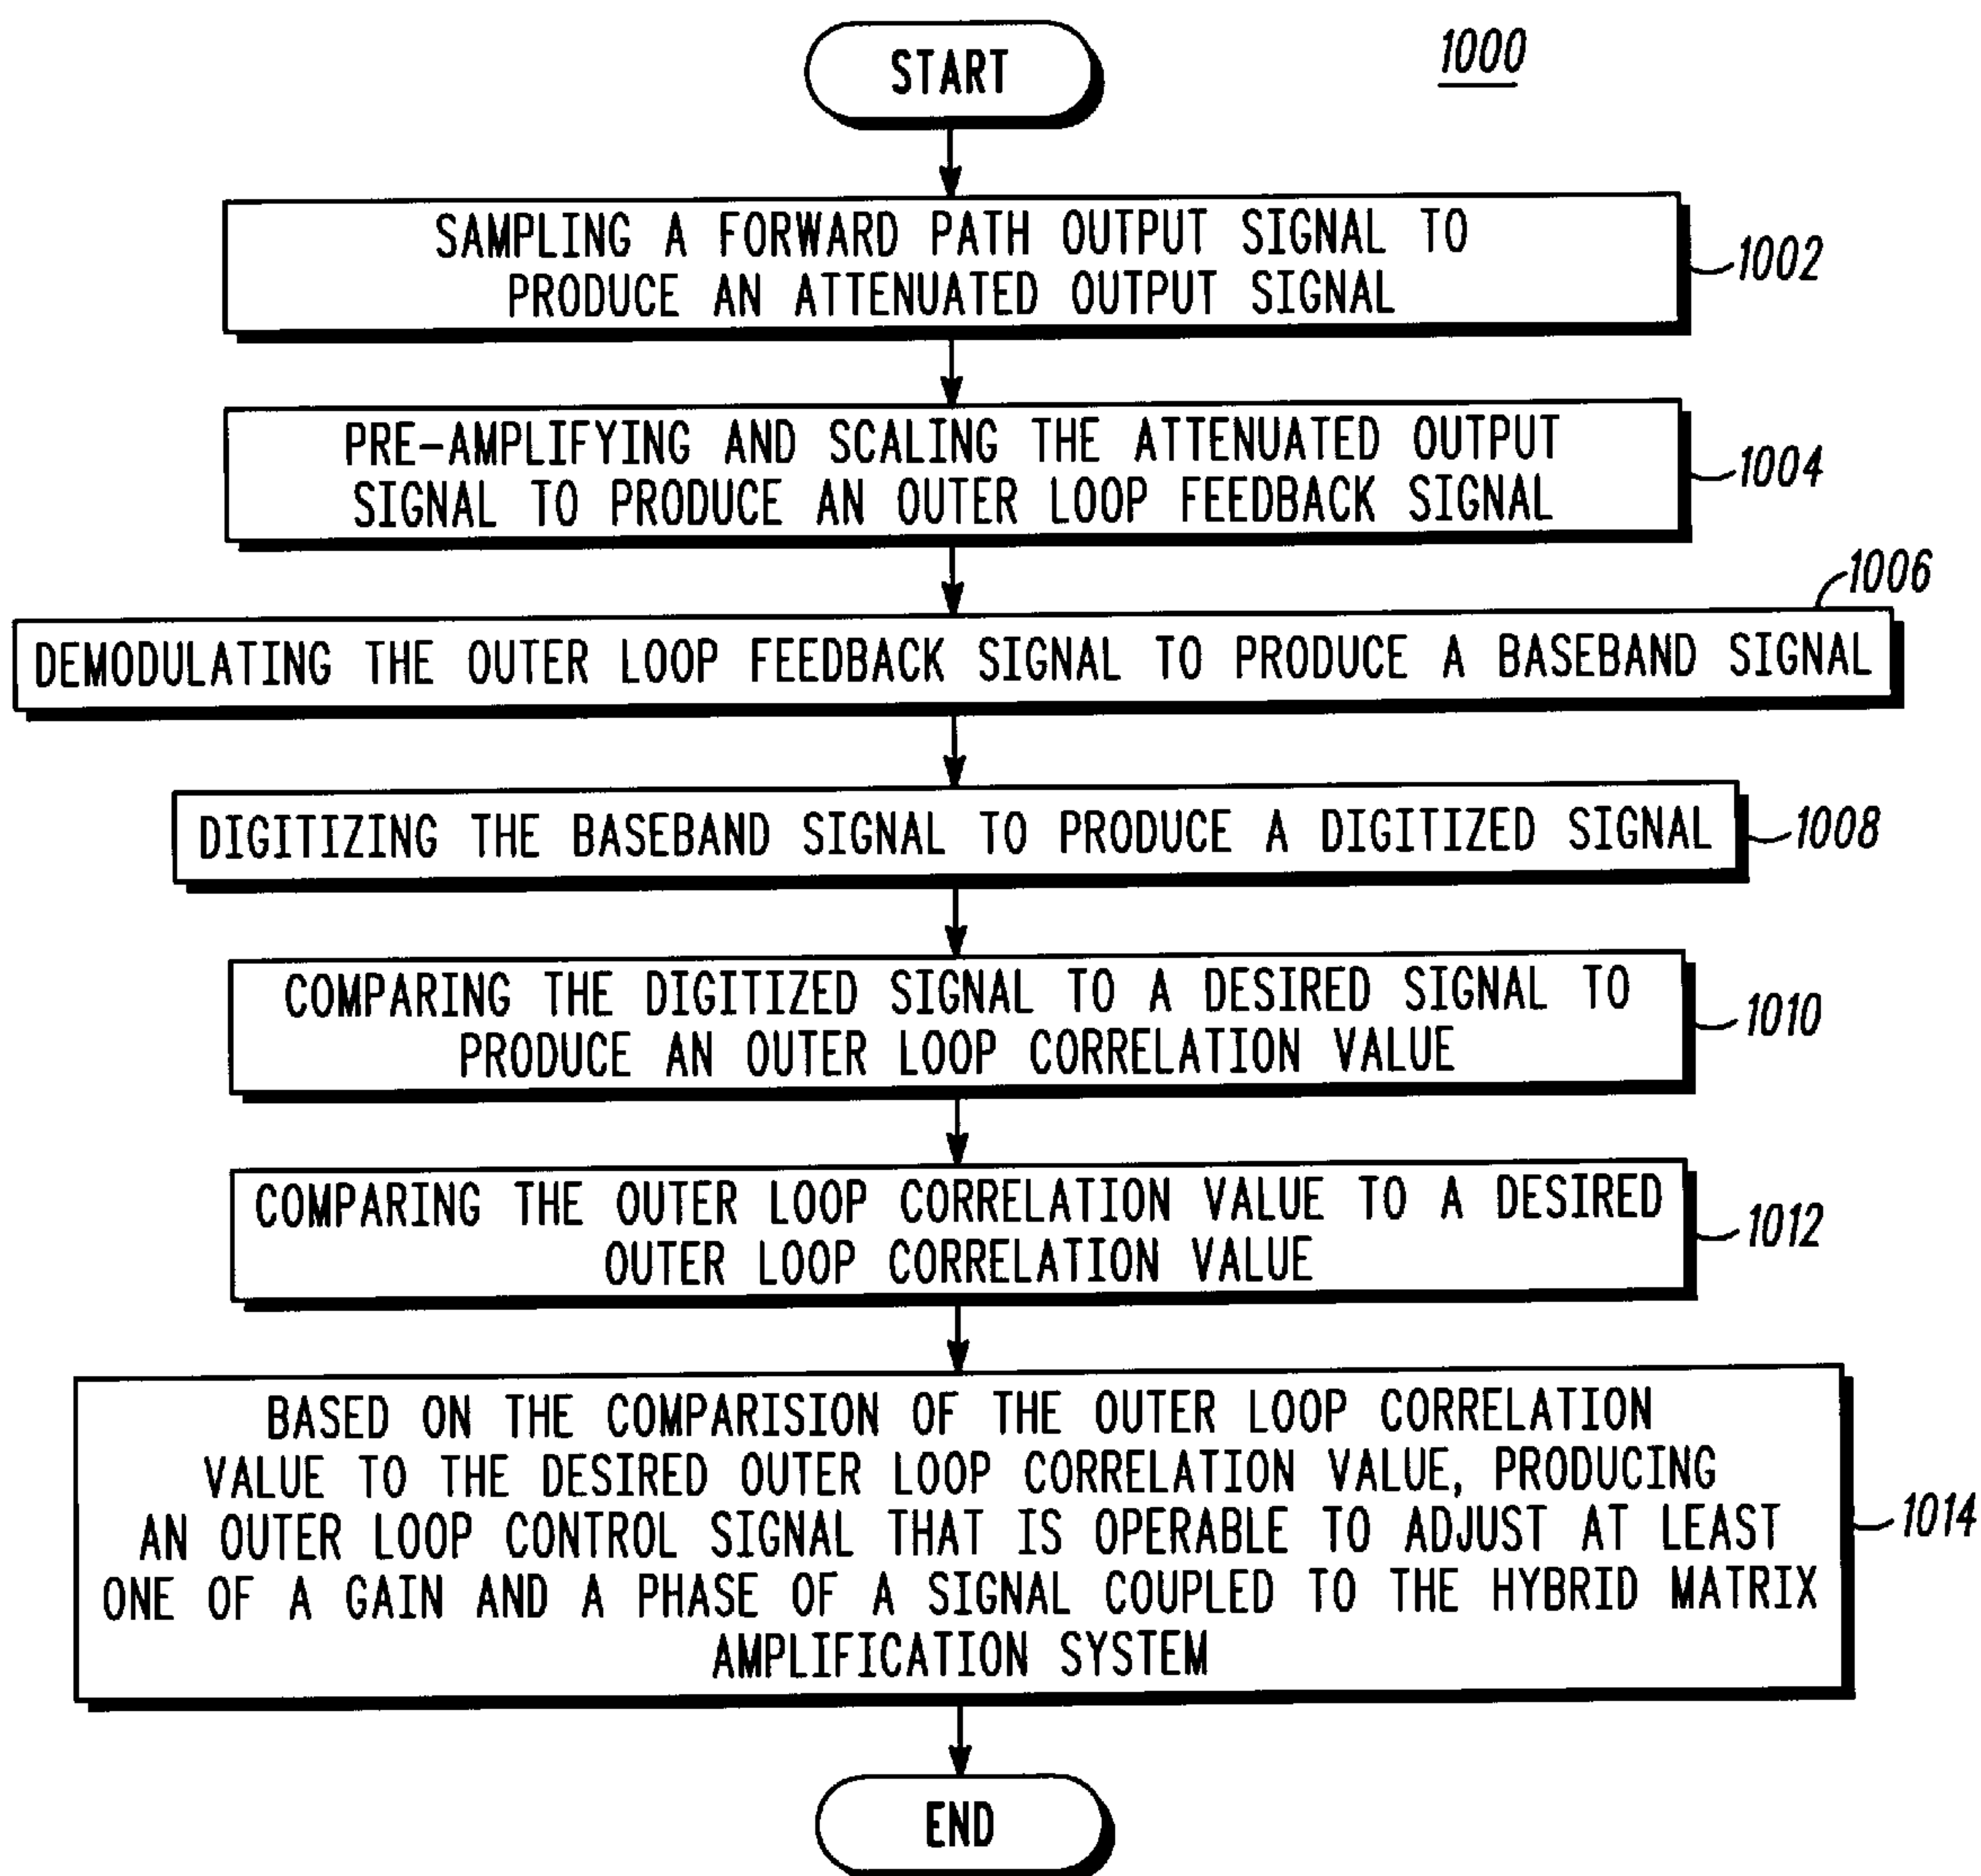 START
1000
SAMPLING A FORWARD PATH OUTPUT SIGNAL TO
PRODUCE AN ATTENUATED OUTPUT SIGNAL
1002
PRE-AMPLIFYING AND SCALING THE ATTENUATED OUTPUT
SIGNAL TO PRODUCE AN OUTER LOOP FEEDBACK SIGNAL
1004
1006
DEMODULATING THE OUTER LOOP FEEDBACK SIGNAL TO PRODUCE A BASEBAND SIGNAL
DIGITIZING THE BASEBAND SIGNAL TO PRODUCE A DIGITIZED SIGNAL
1008
COMPARING THE DIGITIZED SIGNAL TO A DESIRED SIGNAL TO
PRODUCE AN OUTER LOOP CORRELATION VALUE
1010
COMPARING THE OUTER LOOP CORRELATION VALUE TO A DESIRED
OUTER LOOP CORRELATION VALUE
1012
BASED ON THE COMPARISION OF THE OUTER LOOP CORRELATION
VALUE TO THE DESIRED OUTER LOOP CORRELATION VALUE, PRODUCING
AN OUTER LOOP CONTROL SIGNAL THAT IS OPERABLE TO ADJUST AT LEAST
ONE OF A GAIN AND A PHASE OF A SIGNAL COUPLED TO THE HYBRID MATRIX
AMPLIFICATION SYSTEM
1014
END